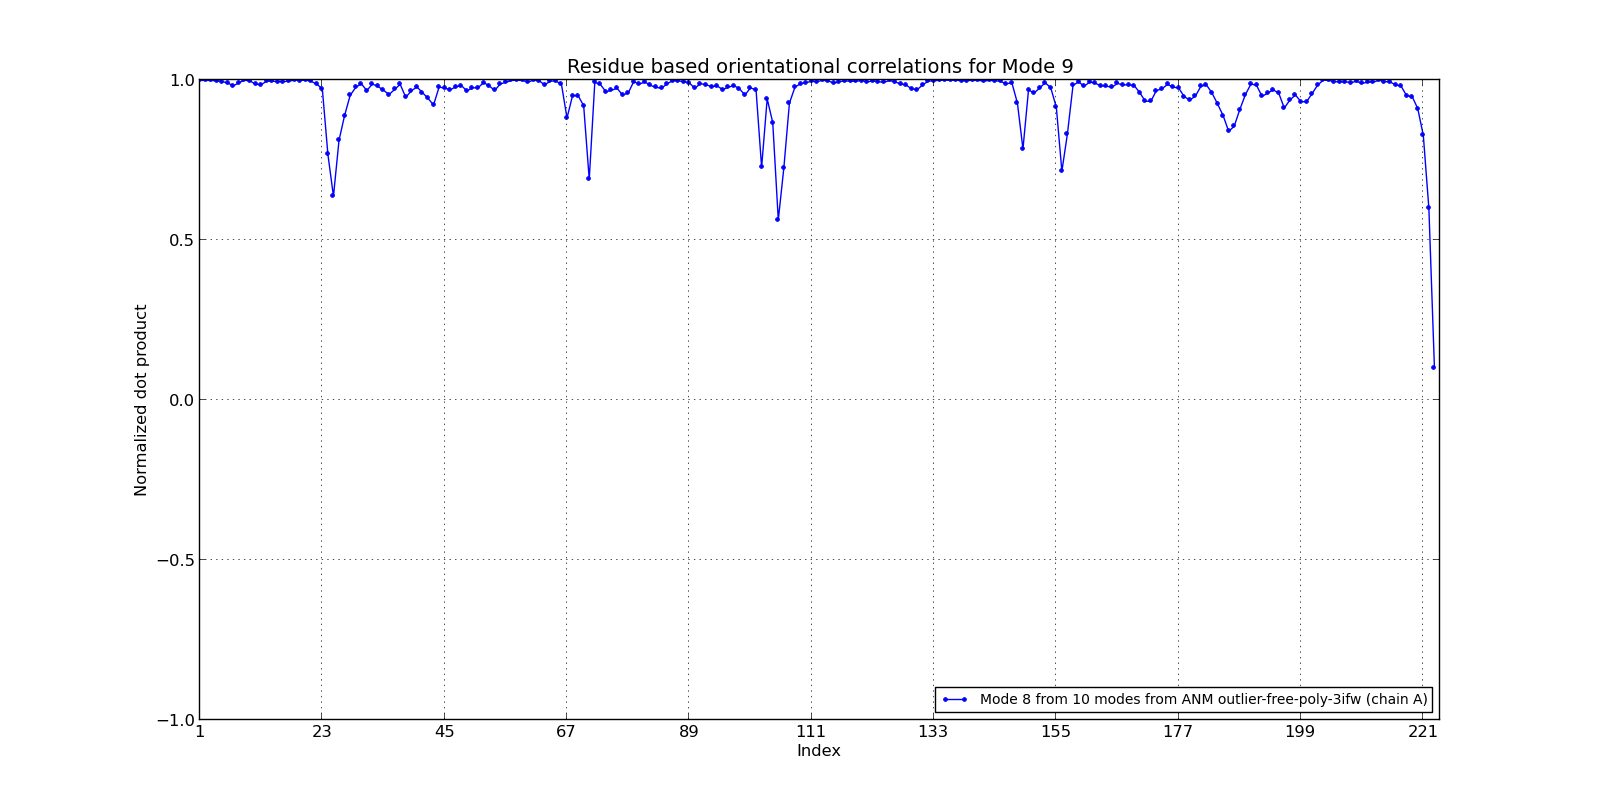 Residue based orientational correlations for Mode 9
1.0
0.5
0.0
−0.5
−1.0
Normalized dot product
Mode 8 from 10 modes from ANM outlier-free-poly-3ifw (chain A)
1 23 45 67 89 111 133 155 177 199 221
Index